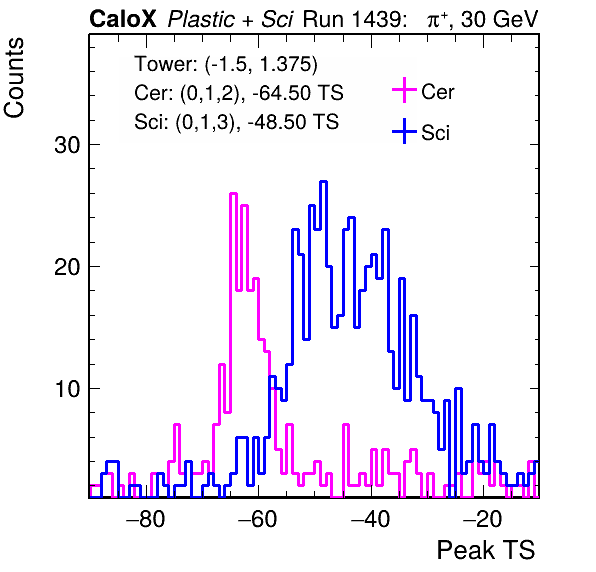 CaloX Plastic + Sci Run 1439: π⁺, 30 GeV
Counts
Tower: (-1.5, 1.375)
Cer: (0,1,2), -64.50 TS
Sci: (0,1,3), -48.50 TS
Cer
Sci
30
20
10
−80 −60 −40 −20
Peak TS